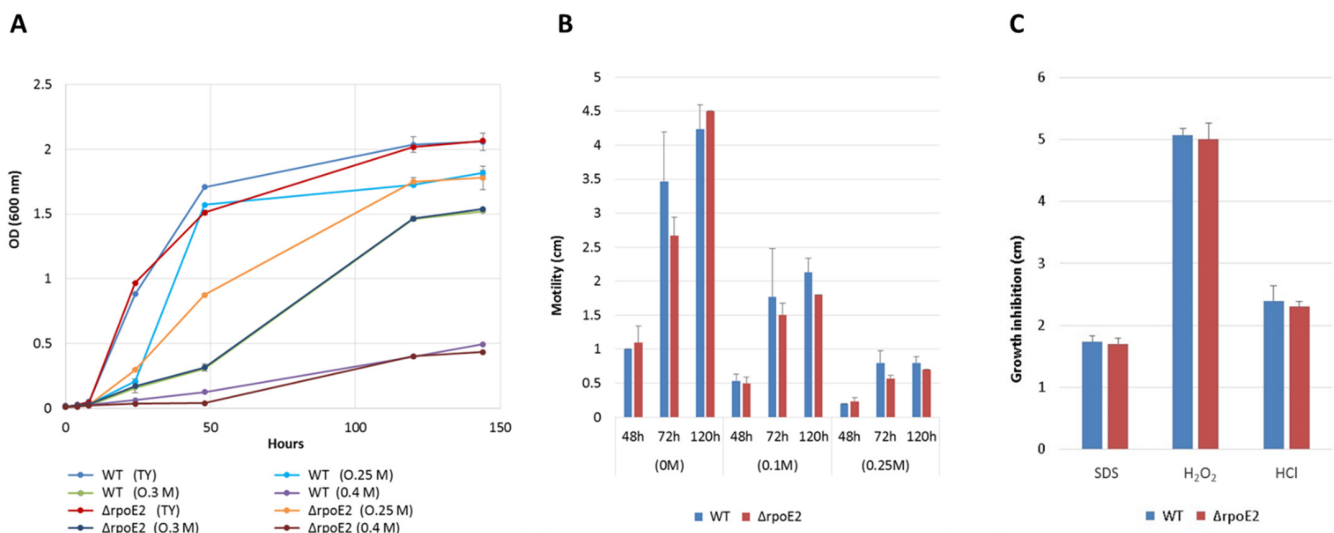 A
B
C
2.5
2
1.5
1
0.5
0
OD (600 nm)
0
50
100
150
Hours
WT (TY)
WT (O.25 M)
WT (O.3 M)
WT (0.4 M)
ΔrpoE2 (TY)
ΔrpoE2 (O.25 M)
ΔrpoE2 (O.3 M)
ΔrpoE2 (0.4 M)
5
4.5
4
3.5
3
2.5
2
1.5
1
0.5
0
Motility (cm)
48h 72h 120h 48h 72h 120h 48h 72h 120h
(0M) (0.1M) (0.25M)
WT ΔrpoE2
6
5
4
3
2
1
0
Growth inhibition (cm)
SDS H₂O₂ HCl
WT ΔrpoE2